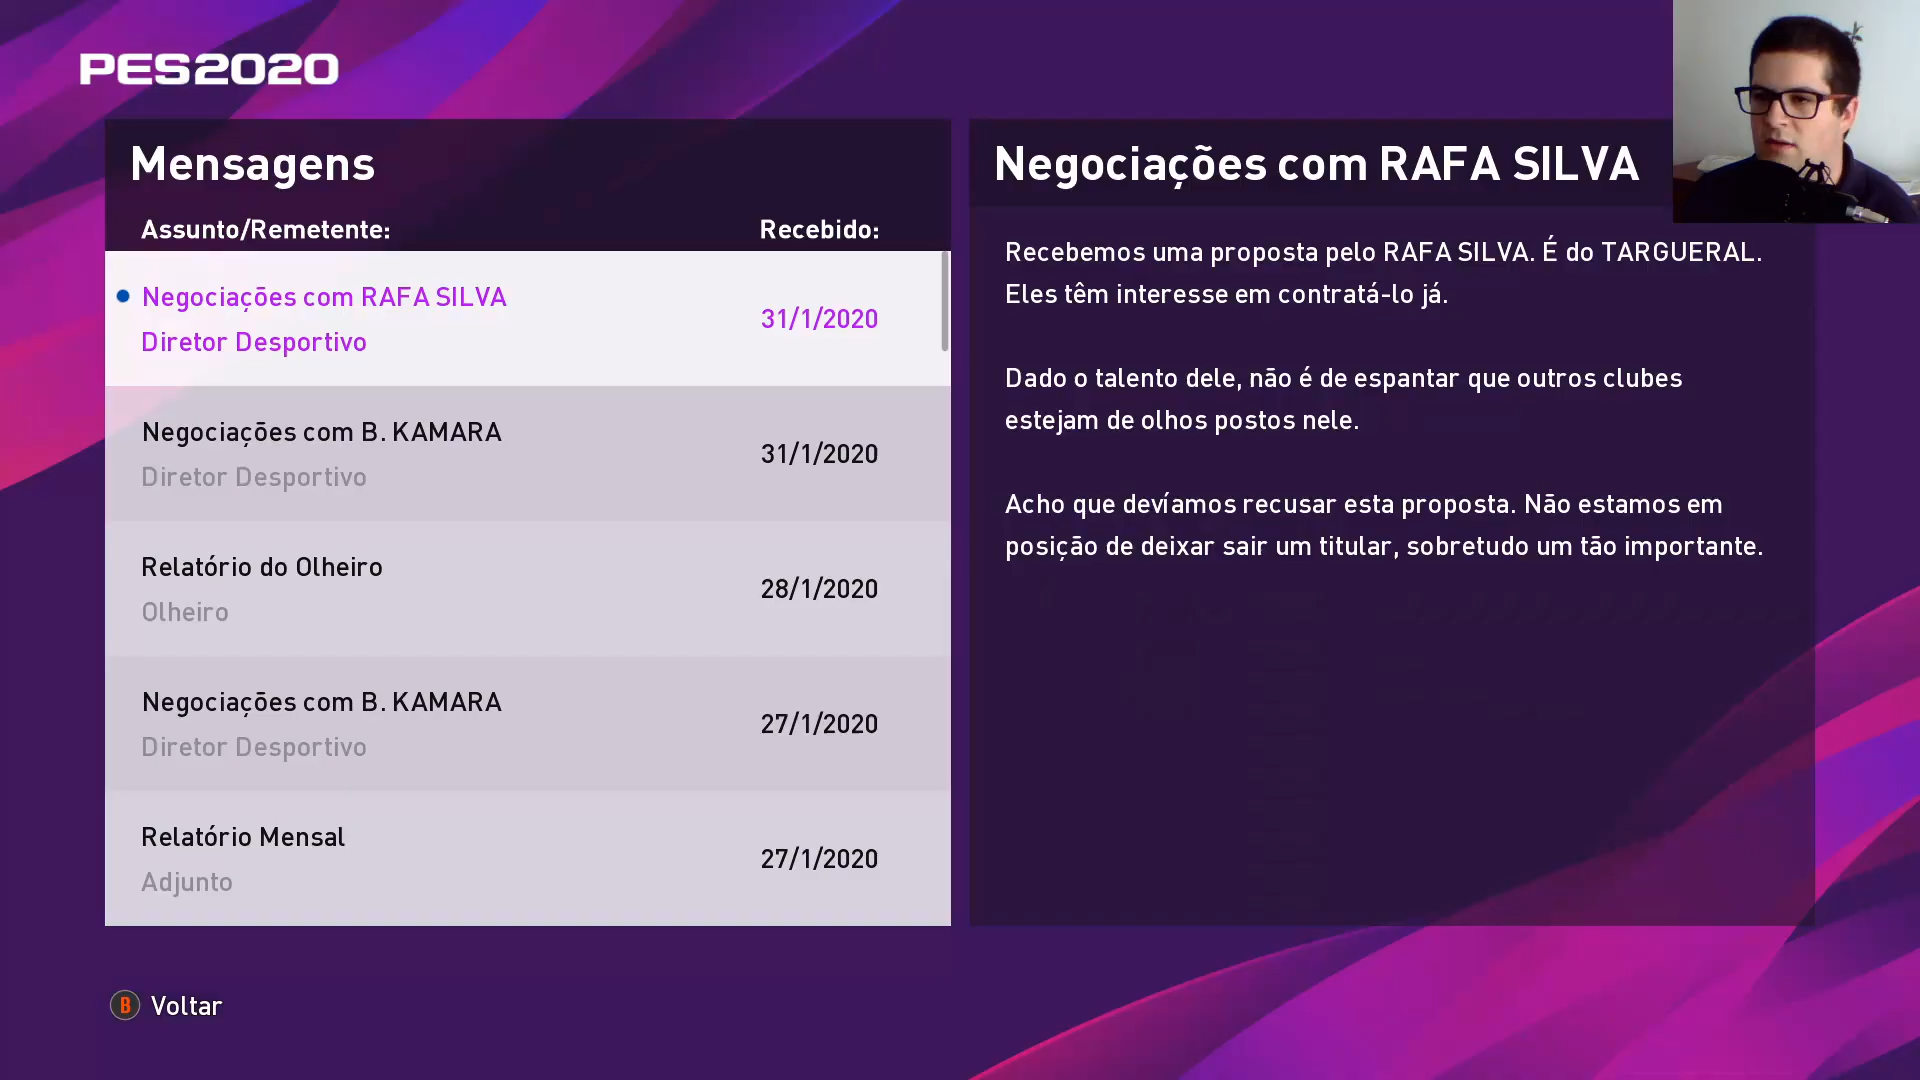 PES2020
Mensagens
Assunto/Remetente:
Recebido:
Negociações com RAFA SILVA
Diretor Desportivo
31/1/2020
Negociações com B. KAMARA
Diretor Desportivo
31/1/2020
Relatório do Olheiro
Olheiro
28/1/2020
Negociações com B. KAMARA
Diretor Desportivo
27/1/2020
Relatório Mensal
Adjunto
27/1/2020
Negociações com RAFA SILVA
Recebemos uma proposta pelo RAFA SILVA. É do TARGUERAL.
Eles têm interesse em contratá-lo já.
Dado o talento dele, não é de espantar que outros clubes
estejam de olhos postos nele.
Acho que devíamos recusar esta proposta. Não estamos em
posição de deixar sair um titular, sobretudo um tão importante.
B Voltar